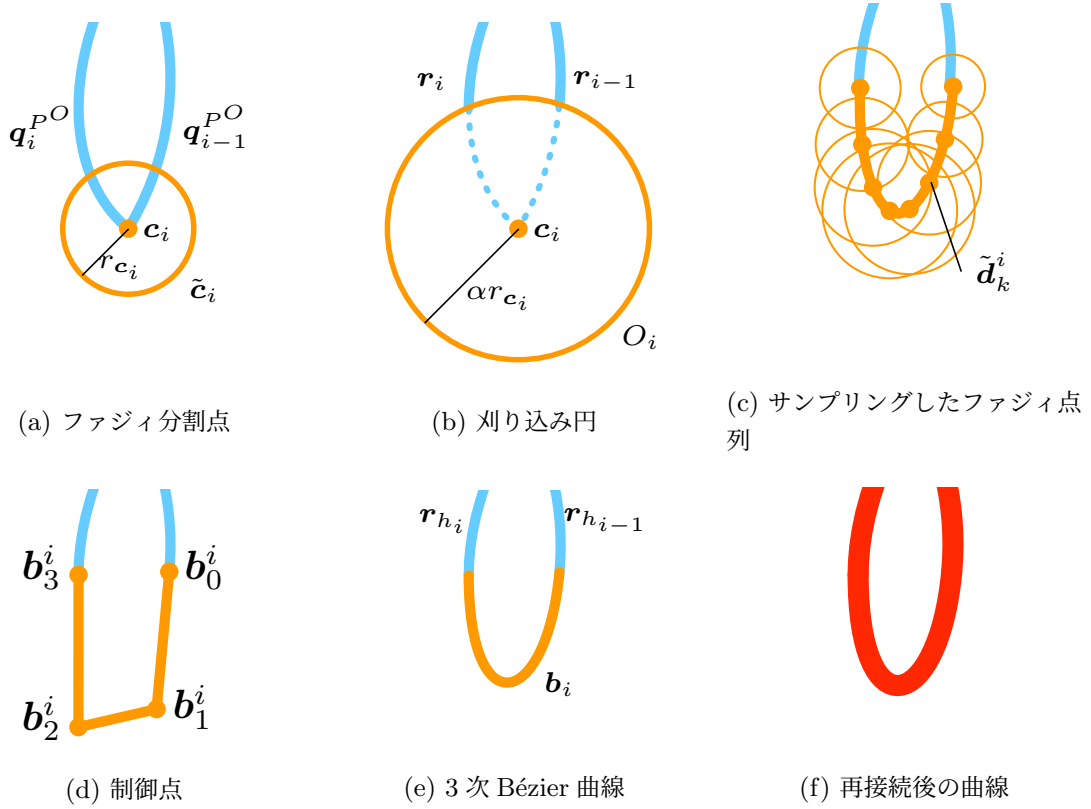 q_i^{P^O}
q_{i-1}^{P^O}
c_i
r_{c_i}
c̃_i
(a) ファジィ分割点
r_i
r_{i-1}
c_i
αr_{c_i}
O_i
(b) 刈り込み円
d̃_k^i
(c) サンプリングしたファジィ点
列
b_3^i
b_0^i
b_2^i
b_1^i
(d) 制御点
r_{h_i}
r_{h_{i-1}}
b_i
(e) 3 次 Bézier 曲線
(f) 再接続後の曲線